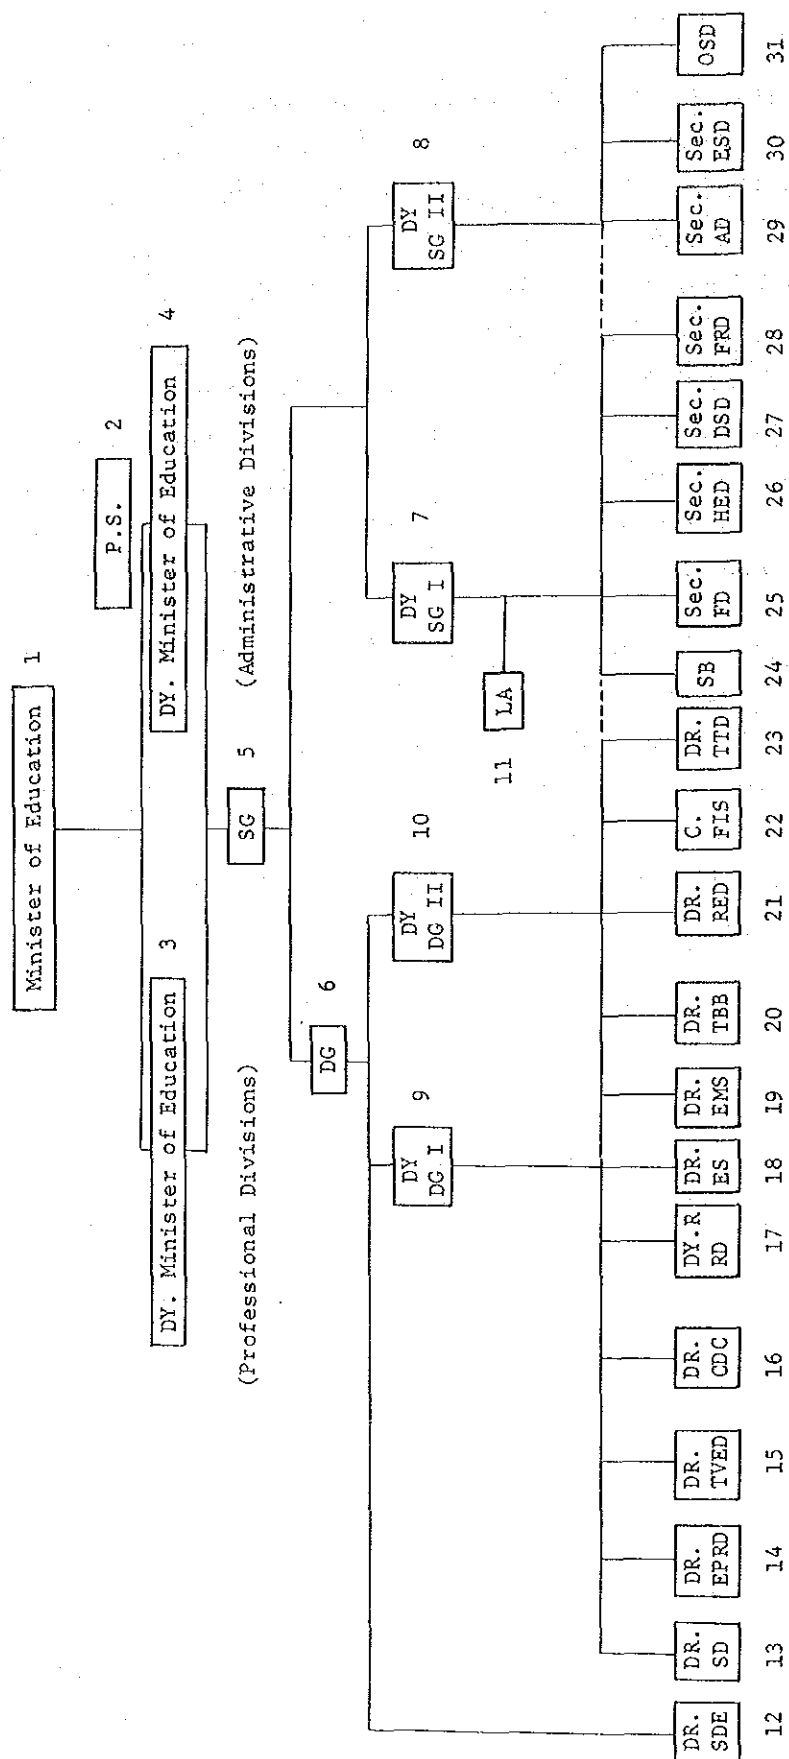 Minister of Education 1
P.S. 2
DY. Minister of Education 3
DY. Minister of Education 4
(Professional Divisions)
SG 5
(Administrative Divisions)
DG 6
DY
DG I
9
DY
DG II
10
DY
SG I
7
DY
SG II
8
LA
11
DR.
SDE
12
DR.
SD
13
DR.
EPRD
14
DR.
TVED
15
DR.
CDC
16
DY.R
RD
17
DR.
ES
18
DR.
EMS
19
DR.
TBB
20
DR.
RED
21
C.
FIS
22
DR.
TTD
23
SB
24
Sec.
FD
25
Sec.
HED
26
Sec.
DSD
27
Sec.
FRD
28
Sec.
AD
29
Sec.
ESD
30
OSD
31